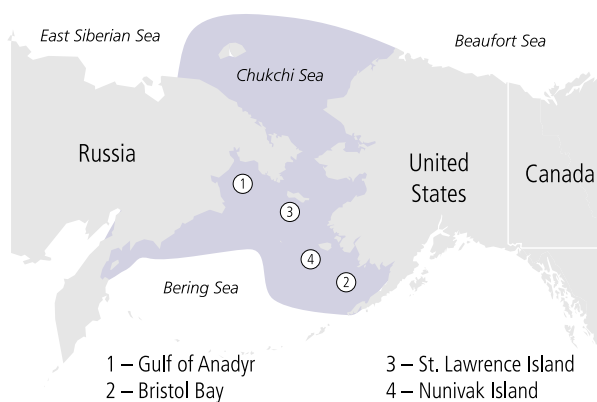 East Siberian Sea
Beaufort Sea
Chukchi Sea
Russia
United
States
Canada
1
3
4
2
Bering Sea
1 – Gulf of Anadyr
2 – Bristol Bay
3 – St. Lawrence Island
4 – Nunivak Island